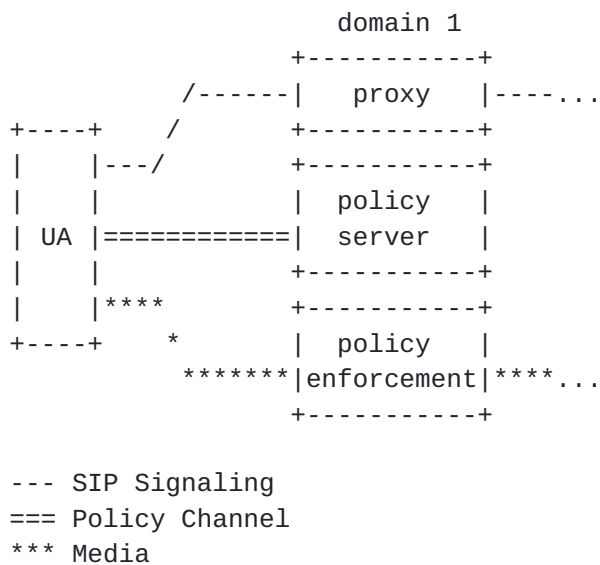 domain 1
                  +-----------+
           /------|   proxy   |----...
+----+    /       +-----------+
|    |---/        +-----------+
|    |            |  policy   |
| UA |============|  server   |
|    |            +-----------+
|    |****        +-----------+
+----+    *       |  policy   |
           *******|enforcement|****...
                  +-----------+

--- SIP Signaling
=== Policy Channel
*** Media